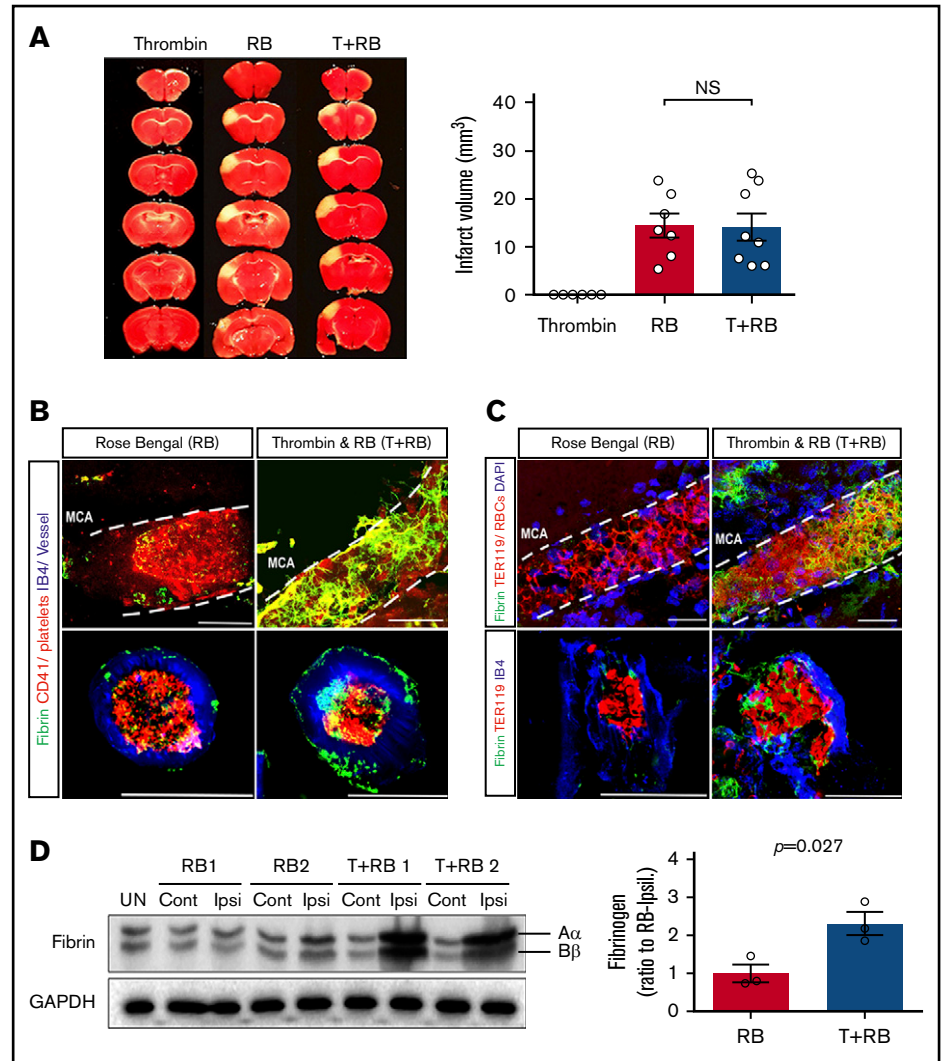 A
Thrombin RB T+RB
NS
Infarct volume (mm³)
40
30
20
10
0
Thrombin RB T+RB
B
Rose Bengal (RB) Thrombin & RB (T+RB)
Fibrin CD41/ platelets IB4/ Vessel
MCA
MCA
C
Rose Bengal (RB) Thrombin & RB (T+RB)
Fibrin TER119/ RBCs DAPI
MCA
MCA
Fibrin TER119 IB4
D
RB1 RB2 T+RB 1 T+RB 2
UN Cont Ipsi Cont Ipsi Cont Ipsi Cont Ipsi
Fibrin
Aα
Bβ
GAPDH
p=0.027
Fibrinogen
(ratio to RB-Ipsil.)
4
3
2
1
0
RB T+RB